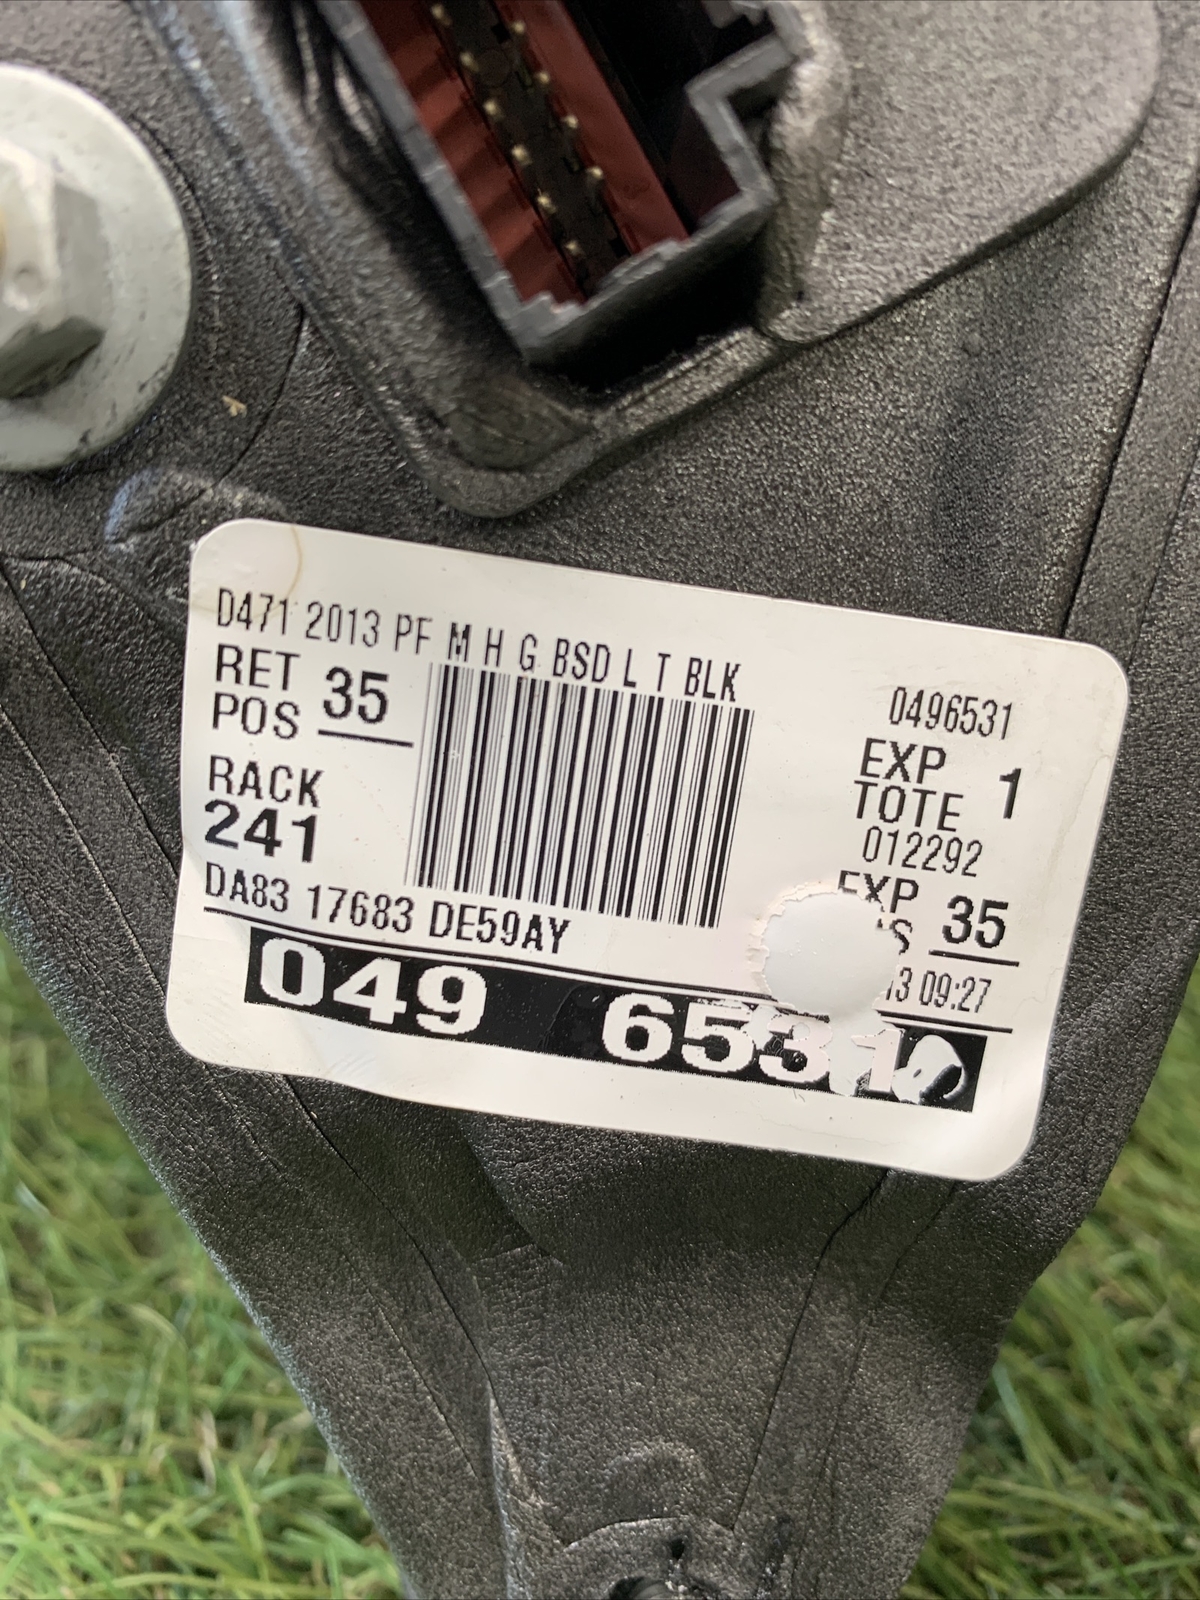 D471 2013 PF M H G BSD L T BLK
RET POS 35
RACK
241
DA83 17683 DE59AY
049 6531
0496531
EXP TOTE 1
012292
EXP 35
13 09:27